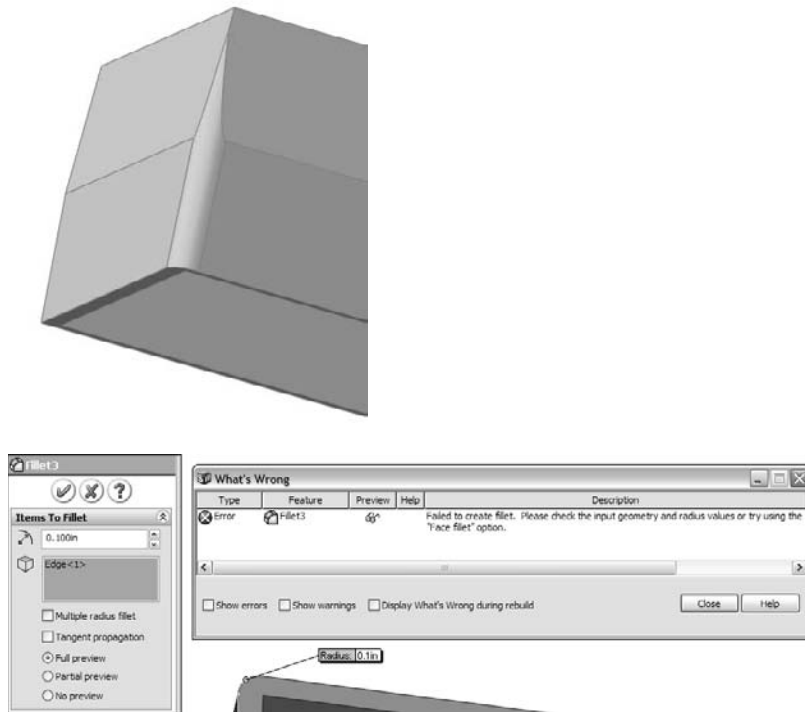 Fillet3
Items To Fillet
0.100in
Edge<1>
Multiple radius fillet
Tangent propagation
Full preview
Partial preview
No preview
What's Wrong
Type Feature Preview Help Description
Error Fillet3 Failed to create fillet. Please check the input geometry and radius values or try using the
"Face fillet" option.
Show errors Show warnings Display What's Wrong during rebuild Close Help
Radius: 0.1in